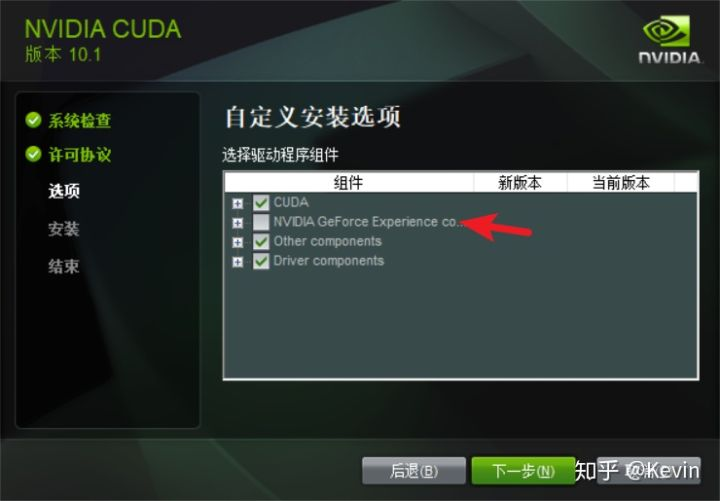 NVIDIA CUDA
版本 10.1
NVIDIA.
系统检查
许可协议
选项
安装
结束
自定义安装选项
选择驱动程序组件
组件 新版本 当前版本
CUDA
NVIDIA GeForce Experience co...
Other components
Driver components
后退(B) 下一步(N)
知乎 @Kevin